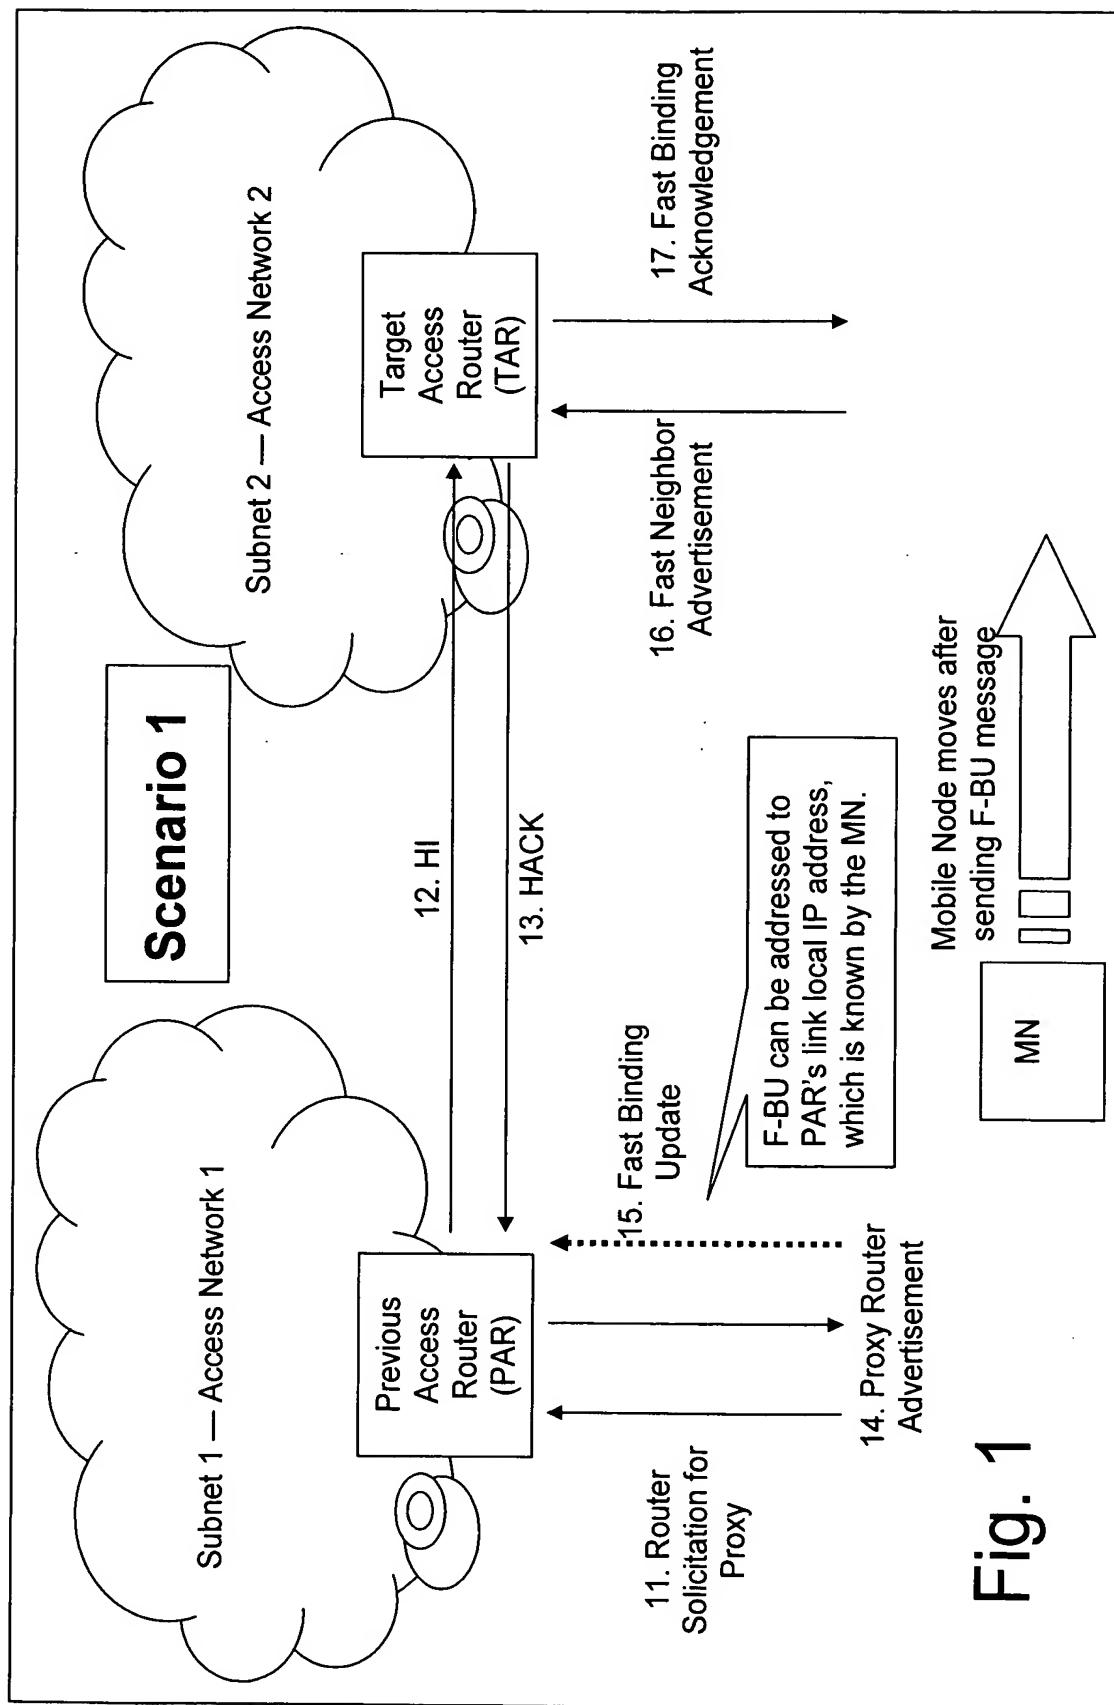 Scenario 1
Subnet 1 — Access Network 1
Subnet 2 — Access Network 2
Previous
Access
Router
(PAR)
Target
Access
Router
(TAR)
12. HI
13. HACK
11. Router
Solicitation for
Proxy
14. Proxy Router
Advertisement
15. Fast Binding
Update
16. Fast Neighbor
Advertisement
17. Fast Binding
Acknowledgement
F-BU can be addressed to
PAR's link local IP address,
which is known by the MN.
MN
Mobile Node moves after
sending F-BU message
Fig. 1